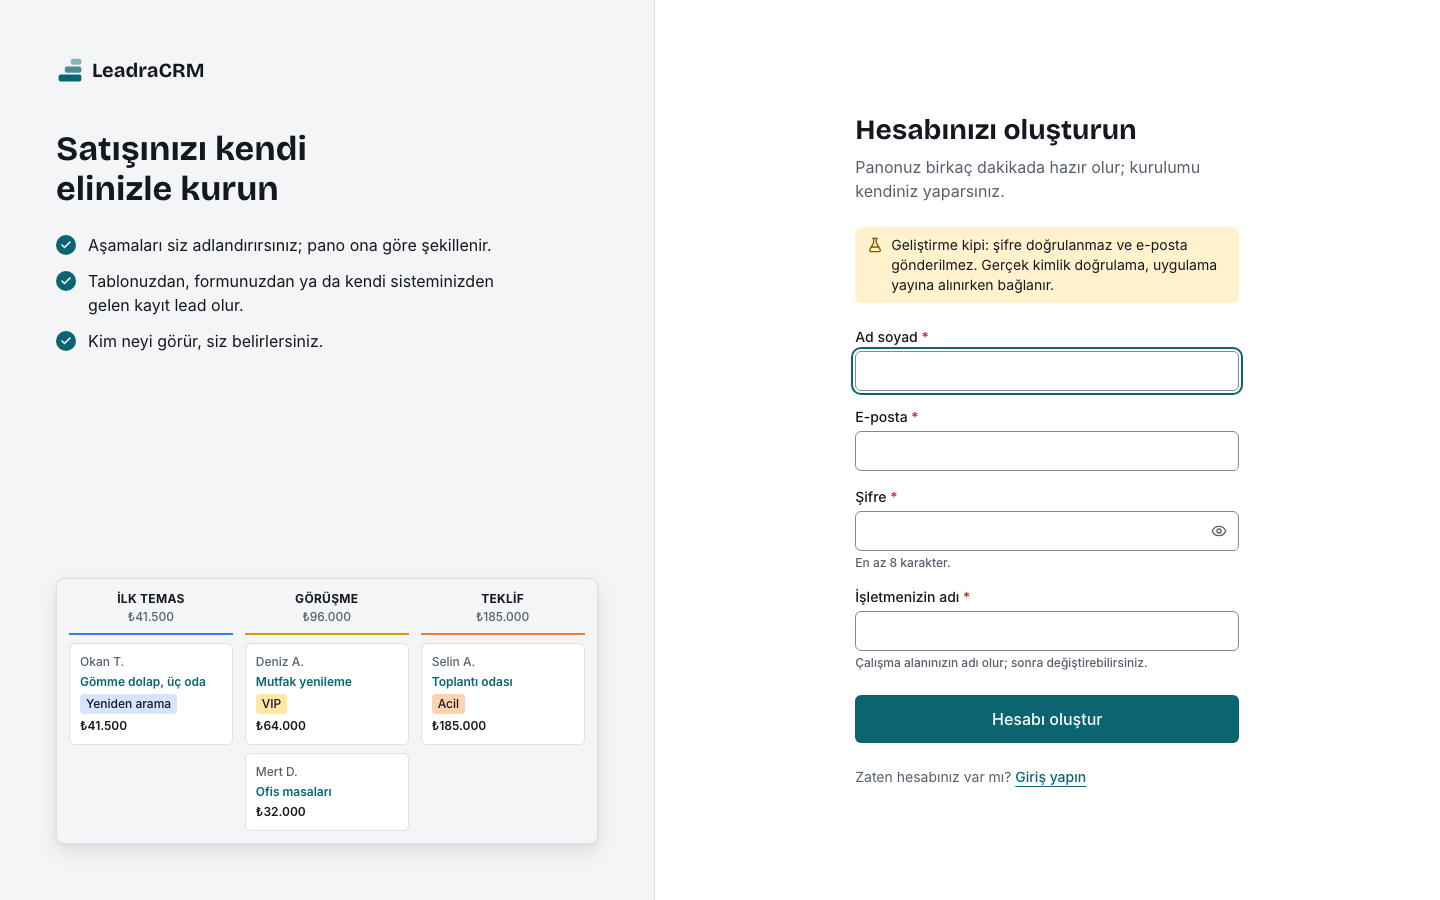 LeadraCRM
Satışınızı kendi
elinizle kurun
Aşamaları siz adlandırırsınız; pano ona göre şekillenir.
Tablonuzdan, formunuzdan ya da kendi sisteminizden
gelen kayıt lead olur.
Kim neyi görür, siz belirlersiniz.
İLK TEMAS
₺41.500
Okan T.
Gömme dolap, üç oda
Yeniden arama
₺41.500
GÖRÜŞME
₺96.000
Deniz A.
Mutfak yenileme
VIP
₺64.000
Mert D.
Ofis masaları
₺32.000
TEKLİF
₺185.000
Selin A.
Toplantı odası
Acil
₺185.000
Hesabınızı oluşturun
Panonuz birkaç dakikada hazır olur; kurulumu
kendiniz yaparsınız.
Geliştirme kipi: şifre doğrulanmaz ve e-posta
gönderilmez. Gerçek kimlik doğrulama, uygulama
yayına alınırken bağlanır.
Ad soyad *
E-posta *
Şifre *
En az 8 karakter.
İşletmenizin adı *
Çalışma alanınızın adı olur; sonra değiştirebilirsiniz.
Hesabı oluştur
Zaten hesabınız var mı? Giriş yapın